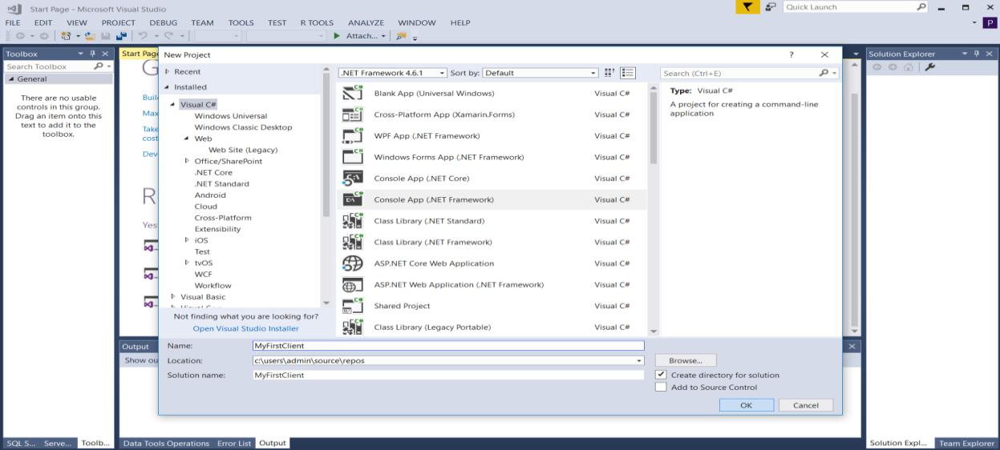 Start Page - Microsoft Visual Studio
Quick Launch
FILE EDIT VIEW PROJECT DEBUG TEAM TOOLS TEST R TOOLS ANALYZE WINDOW HELP
P
Attach...
Toolbox
Search Toolbox
General
There are no usable
controls in this group.
Drag an item onto this
text to add it to the
toolbox.
Start Page
Yes
New Project
?
Recent
Installed
Visual C#
Windows Universal
Windows Classic Desktop
Web
Web Site (Legacy)
Office/SharePoint
.NET Core
.NET Standard
Android
Cloud
Cross-Platform
Extensibility
iOS
Test
tvOS
WCF
Workflow
Visual Basic
Not finding what you are looking for?
Open Visual Studio Installer
.NET Framework 4.6.1 Sort by: Default
Blank App (Universal Windows) Visual C#
Cross-Platform App (Xamarin.Forms) Visual C#
WPF App (.NET Framework) Visual C#
Windows Forms App (.NET Framework) Visual C#
Console App (.NET Core) Visual C#
Console App (.NET Framework) Visual C#
Class Library (.NET Standard) Visual C#
Class Library (.NET Framework) Visual C#
ASP.NET Core Web Application Visual C#
ASP.NET Web Application (.NET Framework) Visual C#
Shared Project Visual C#
Class Library (Legacy Portable) Visual C#
Search (Ctrl+E)
Type: Visual C#
A project for creating a command-line
application
Name: MyFirstClient
Location: c:\users\admin\source\repos
Browse...
Solution name: MyFirstClient
Create directory for solution
Add to Source Control
OK Cancel
Solution Explorer
Output
Show ou
SQL S... Serve... Toolb...
Data Tools Operations Error List Output
Solution Expl... Team Explorer